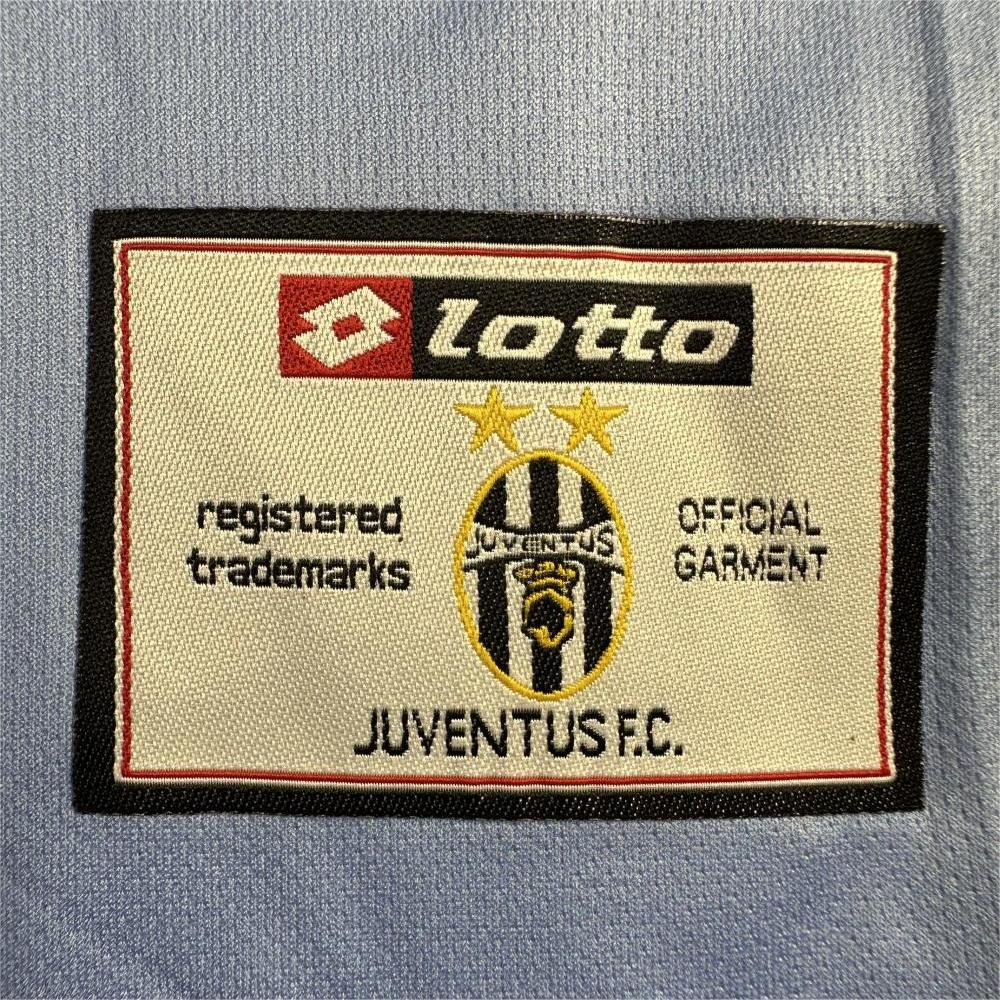 lotto
registered
trademarks
JUVENTUS
OFFICIAL
GARMENT
JUVENTUS F.C.